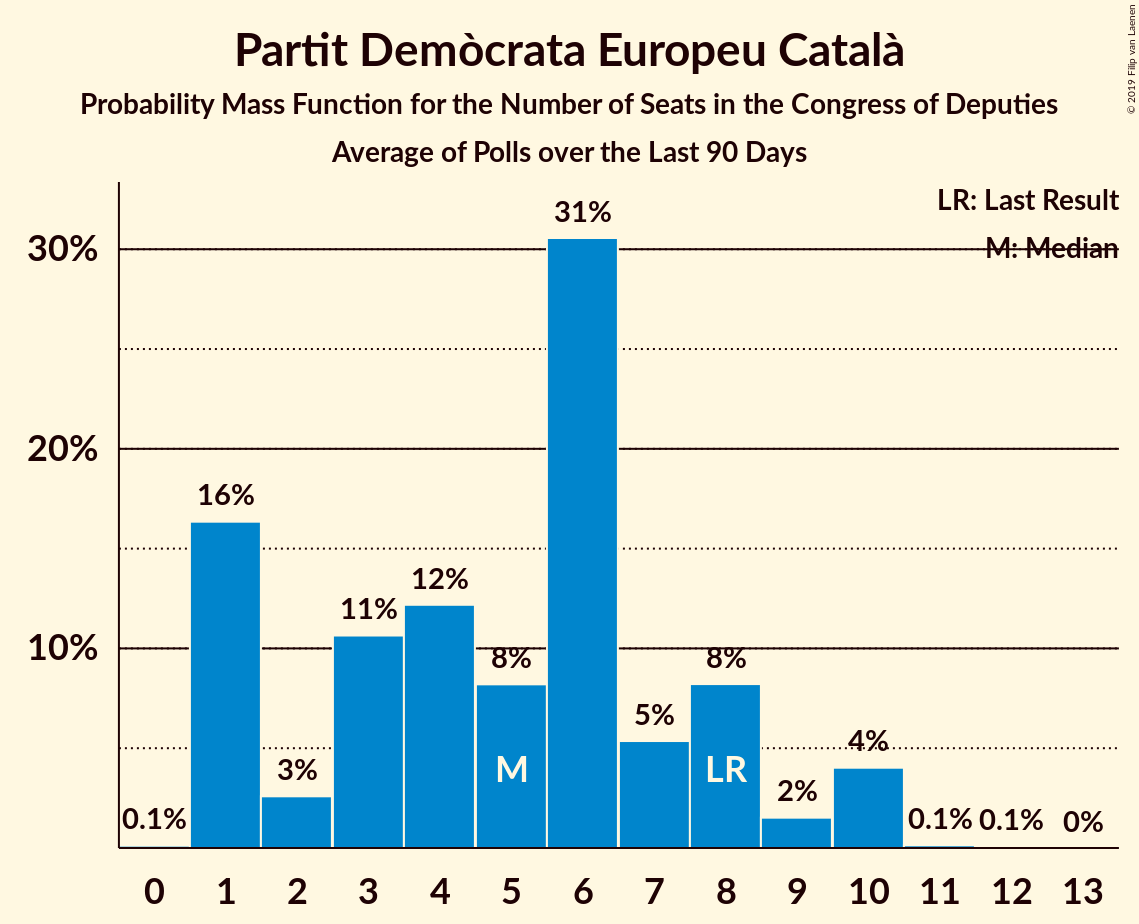 Partit Demòcrata Europeu Català
Probability Mass Function for the Number of Seats in the Congress of Deputies
Average of Polls over the Last 90 Days
© 2019 Filip van Laenen
LR: Last Result
M: Median
30%
20%
10%
0.1%
16%
3%
11%
12%
8%
31%
5%
8%
2%
4%
0.1%
0.1%
0%
M
LR
0 1 2 3 4 5 6 7 8 9 10 11 12 13